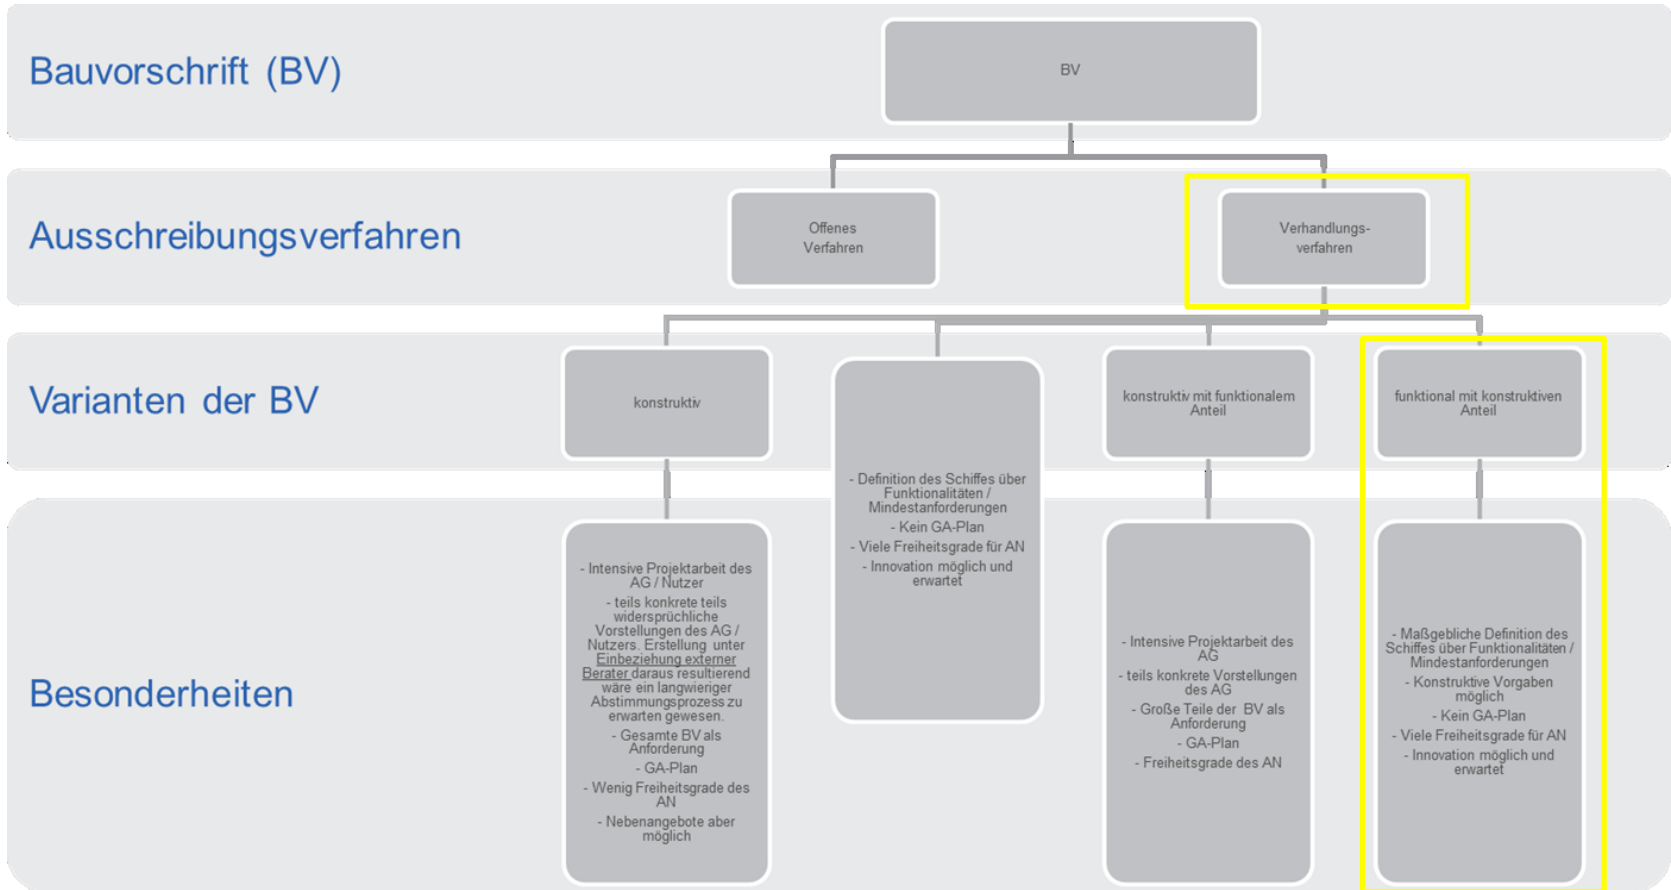 Bauvorschrift (BV)
BV
Ausschreibungsverfahren
Offenes
Verfahren
Verhandlungs-
verfahren
Varianten der BV
konstruktiv
konstruktiv mit funktionalem
Anteil
funktional mit konstruktiven
Anteil
Besonderheiten
- Intensive Projektarbeit des
AG / Nutzer
- teils konkrete teils
widersprüchliche
Vorstellungen des AG /
Nutzers. Erstellung unter
Einbeziehung externer
Berater daraus resultierend
wäre ein langwieriger
Abstimmungsprozess zu
erwarten gewesen.
- Gesamte BV als
Anforderung
- GA-Plan
- Wenig Freiheitsgrade des
AN
- Nebenangebote aber
möglich
- Definition des Schiffes über
Funktionalitäten /
Mindestanforderungen
- Kein GA-Plan
- Viele Freiheitsgrade für AN
- Innovation möglich und
erwartet
- Intensive Projektarbeit des
AG
- teils konkrete Vorstellungen
des AG
- Große Teile der BV als
Anforderung
- GA-Plan
- Freiheitsgrade des AN
- Maßgebliche Definition des
Schiffes über Funktionalitäten /
Mindestanforderungen
- Konstruktive Vorgaben
möglich
- Kein GA-Plan
- Viele Freiheitsgrade für AN
- Innovation möglich und
erwartet